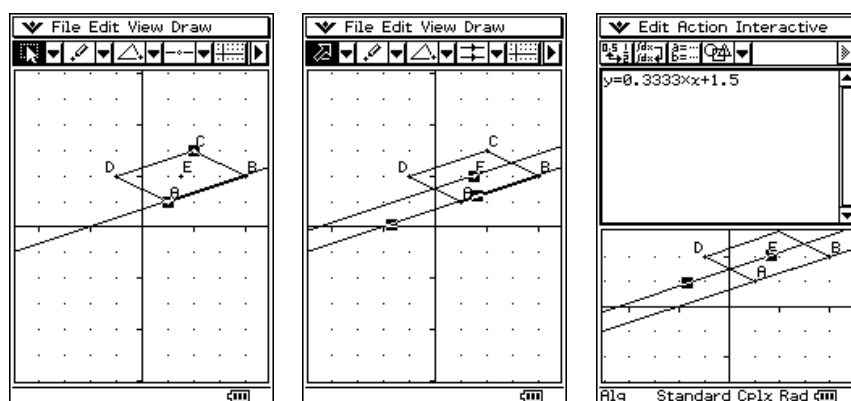 File Edit View Draw
C
D
E
B
A
File Edit View Draw
C
D
E
B
A
Edit Action Interactive
y=0.3333×x+1.5
D
E
B
A
Alg Standard Cplx Rad